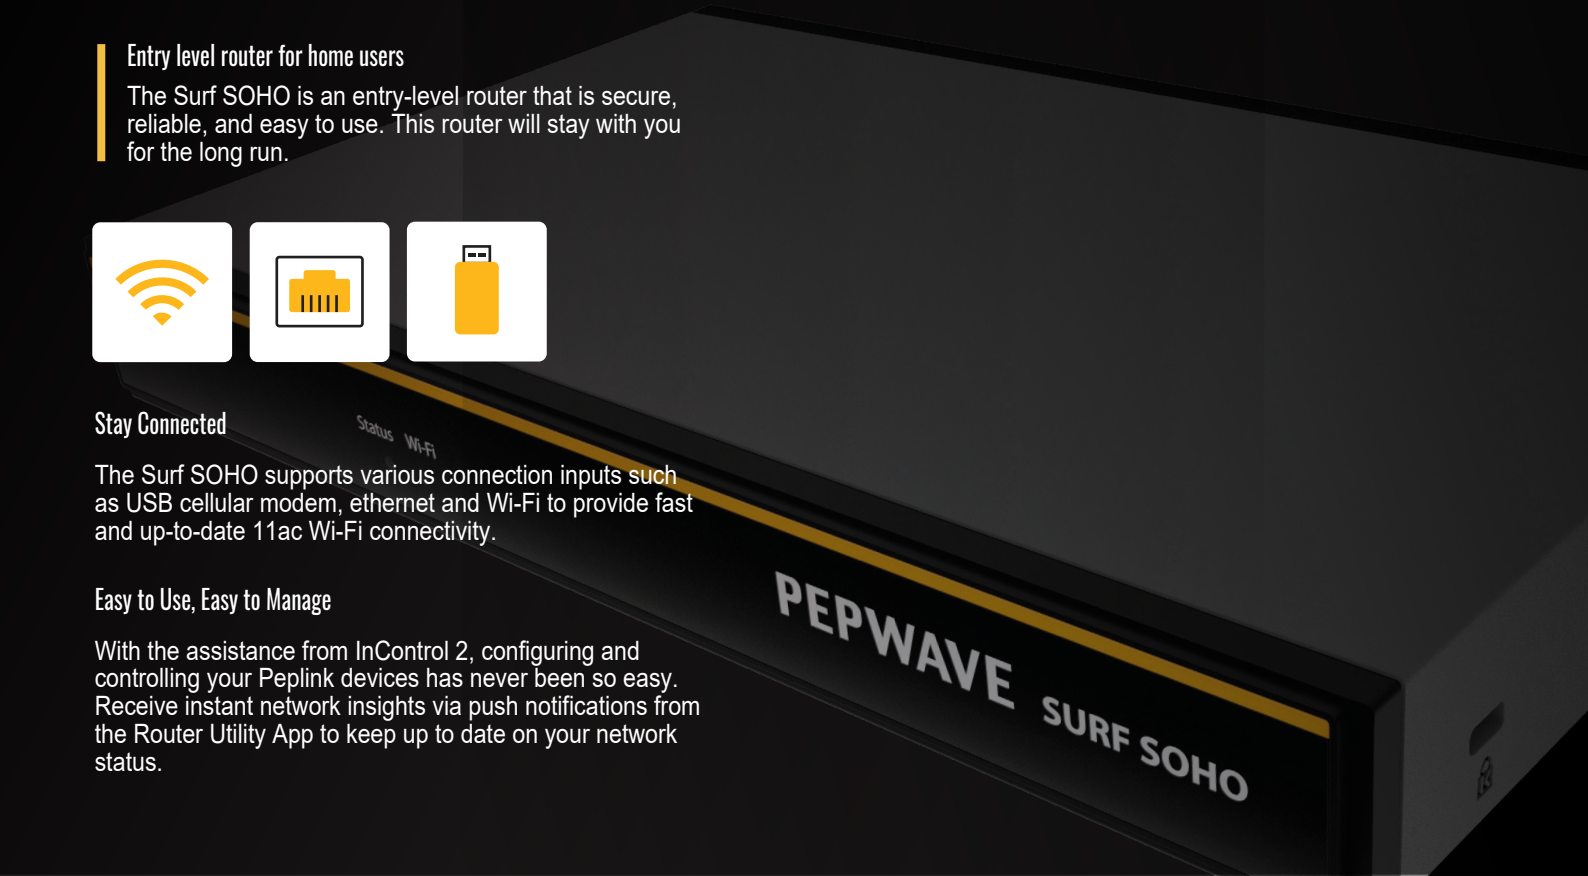 Entry level router for home users
The Surf SOHO is an entry-level router that is secure,
reliable, and easy to use. This router will stay with you
for the long run.
Stay Connected
The Surf SOHO supports various connection inputs such
as USB cellular modem, ethernet and Wi-Fi to provide fast
and up-to-date 11ac Wi-Fi connectivity.
Easy to Use, Easy to Manage
With the assistance from InControl 2, configuring and
controlling your Peplink devices has never been so easy.
Receive instant network insights via push notifications from
the Router Utility App to keep up to date on your network
status.
Status Wi-Fi
PEPWAVE SURF SOHO